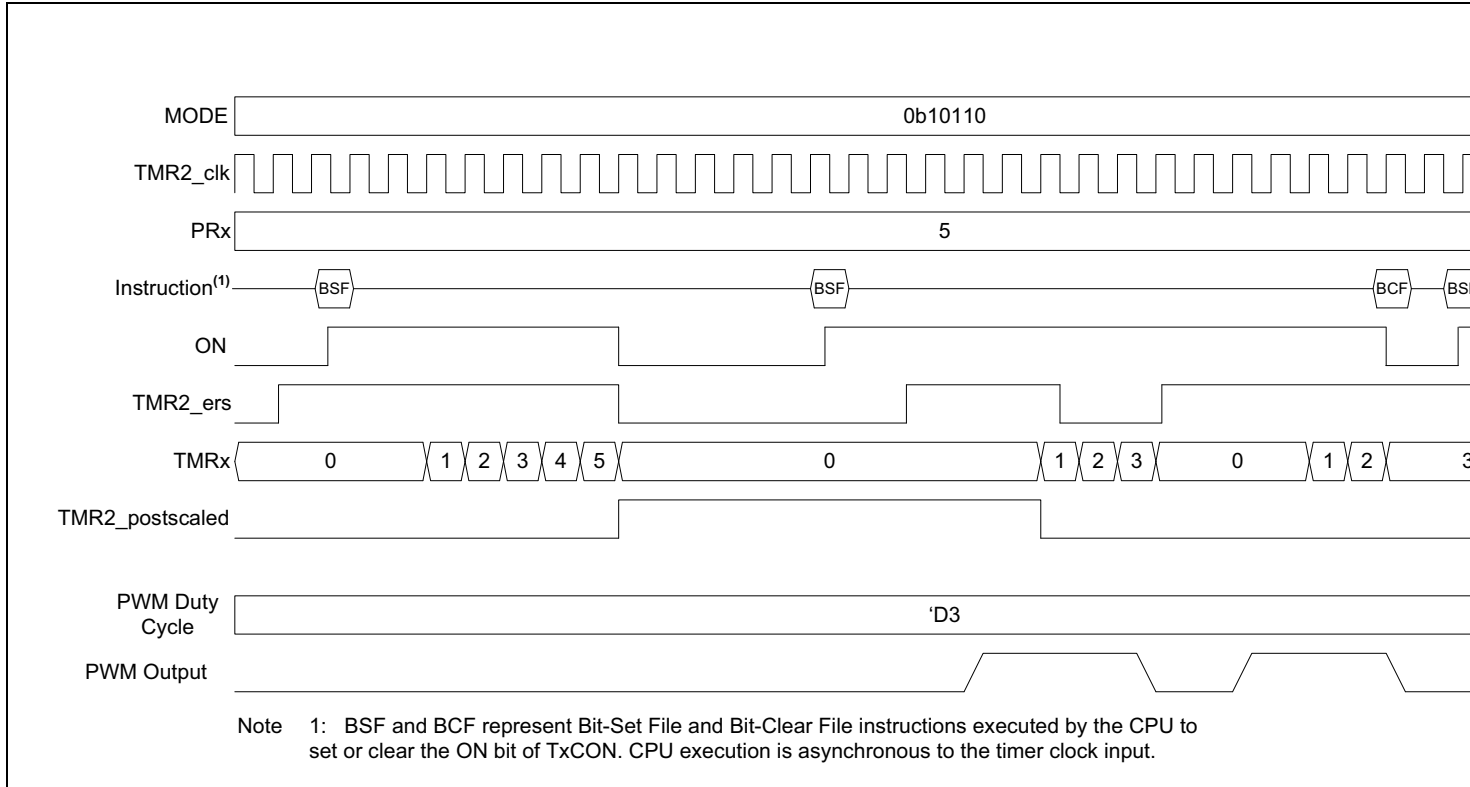 MODE 0b10110
TMR2_clk
PRx 5
Instruction(1) BSF BSF BCF
ON
TMR2_ers
TMRx 0 1 2 3 4 5 0 1 2 3 0 1 2 3
TMR2_postscaled
PWM Duty
Cycle ‘D3
PWM Output
Note 1: BSF and BCF represent Bit-Set File and Bit-Clear File instructions executed by the CPU to
set or clear the ON bit of TxCON. CPU execution is asynchronous to the timer clock input.